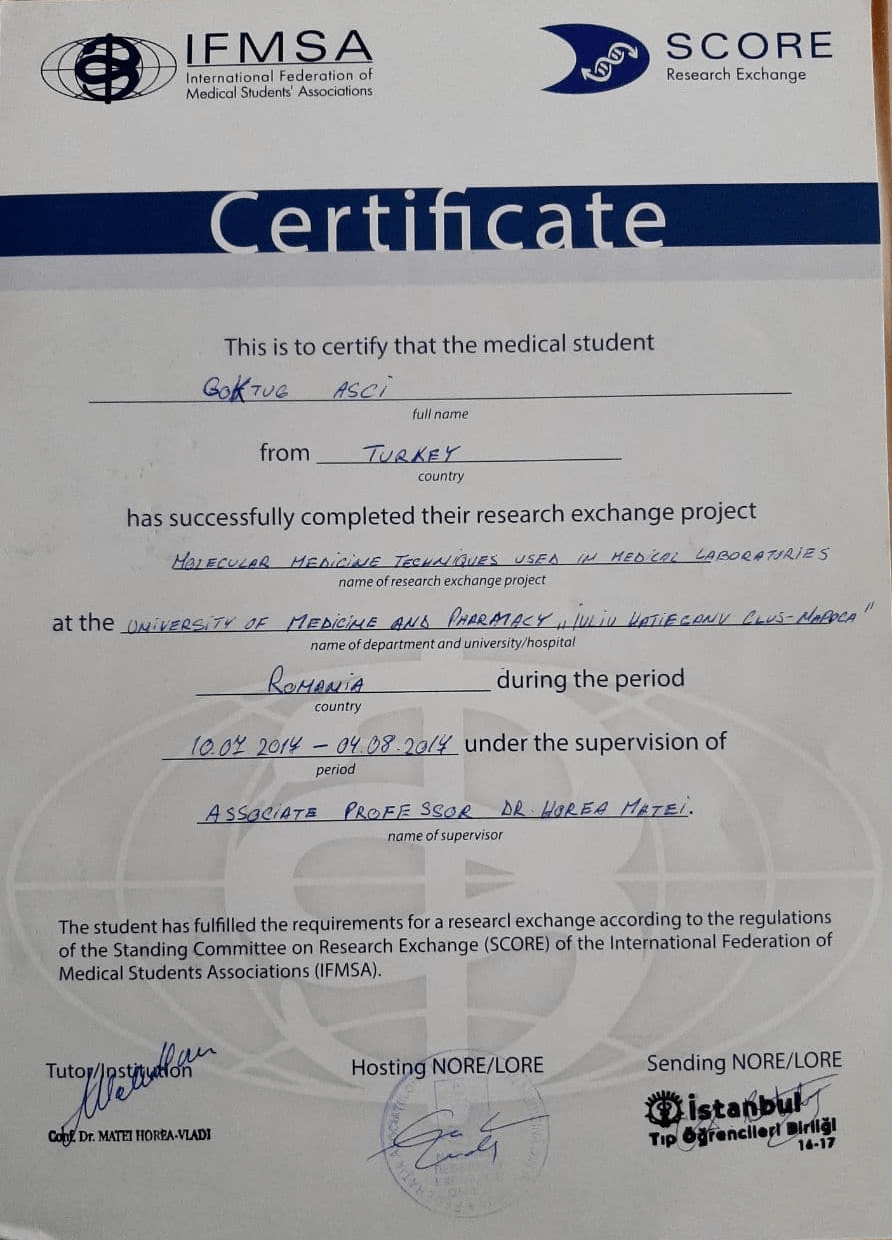 IFMSA
International Federation of
Medical Students' Associations
SCORE
Research Exchange
Certificate
This is to certify that the medical student
GOKTUG ASCi
full name
from TURKEY
country
has successfully completed their research exchange project
MOLECULAR MEDICINE TECHNIQUES USED IN MEDICAL LABORATORIES
name of research exchange project
at the UNIVERSITY OF MEDICINE AND PHARMACY „IULIU HATIEGANU CLUJ-NAPOCA"
name of department and university/hospital
ROMANIA during the period
country
10.07 2017 – 04.08.2017 under the supervision of
period
ASSOCIATE PROFESSOR DR. HOREA MATEI.
name of supervisor
The student has fulfilled the requirements for a researcl exchange according to the regulations
of the Standing Committee on Research Exchange (SCORE) of the International Federation of
Medical Students Associations (IFMSA).
Tutor/Institution
Hosting NORE/LORE
Sending NORE/LORE
Conf. Dr. MATEI HOREA-VLADI
İstanbul
Tıp Öğrencileri Birliği
16-17